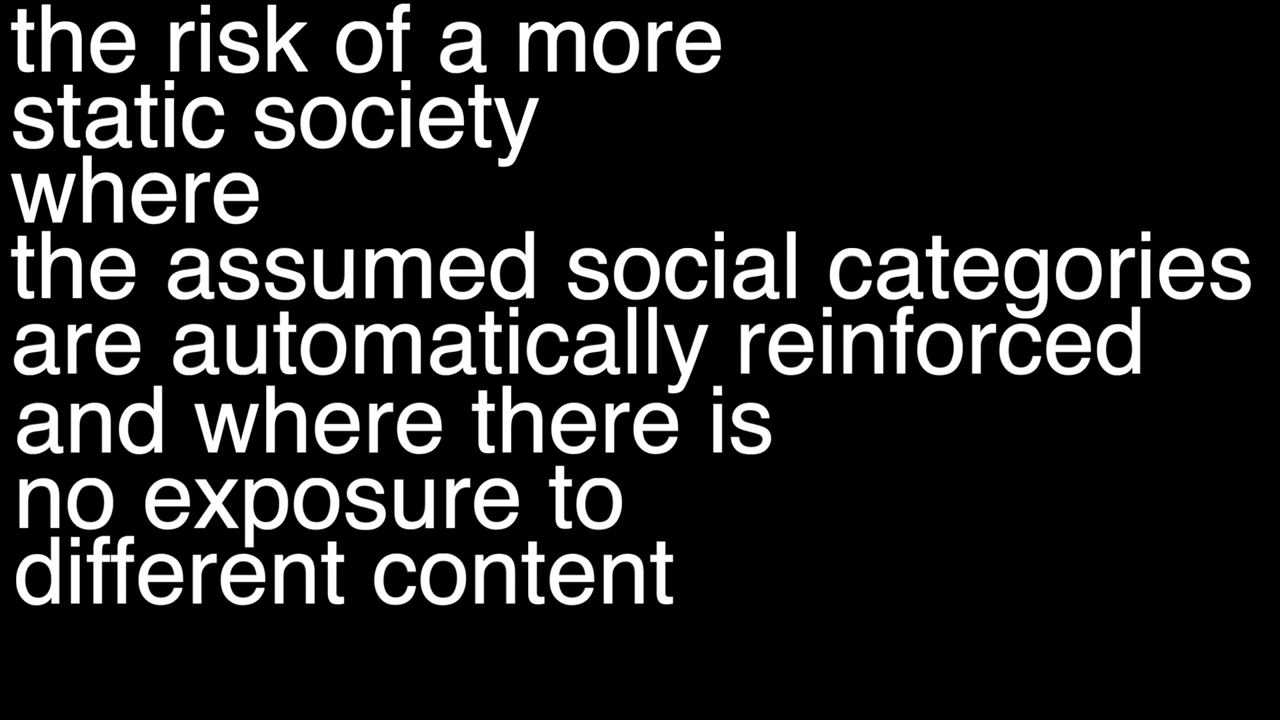 the risk of a more
static society
where
the assumed social categories
are automatically reinforced
and where there is
no exposure to
different content